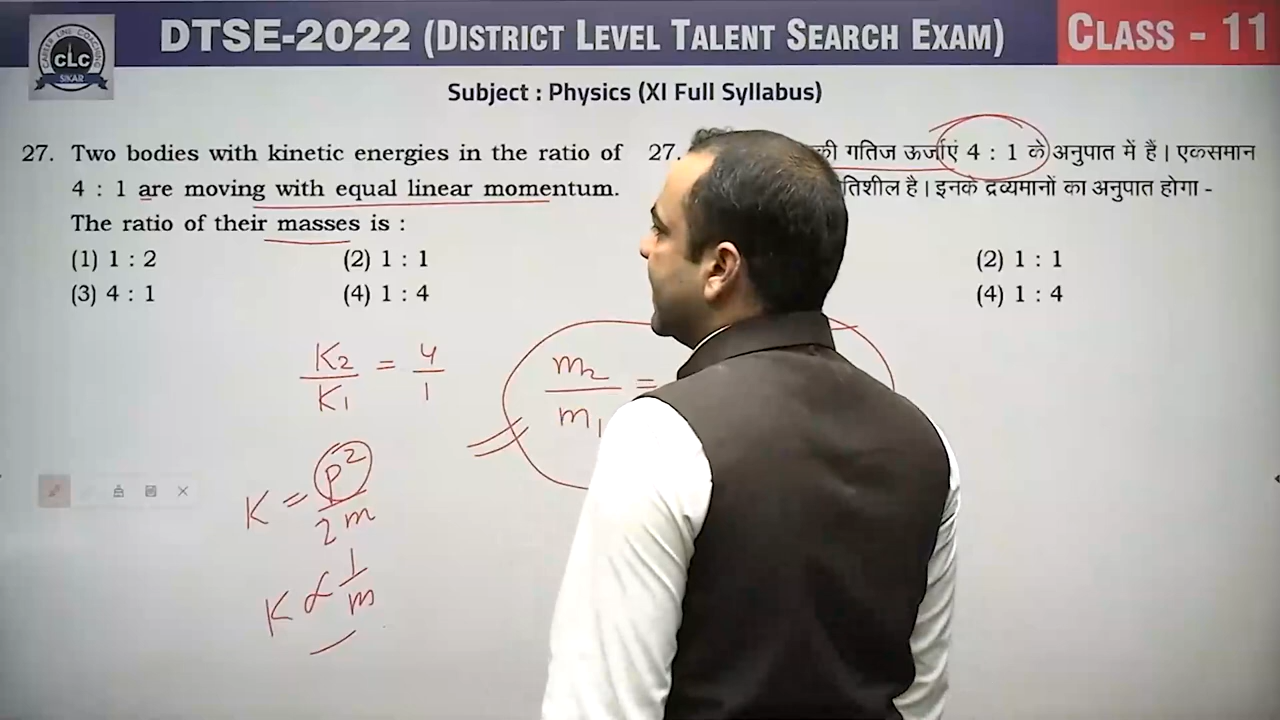 DTSE-2022 (DISTRICT LEVEL TALENT SEARCH EXAM)
CLASS - 11
CAREER LINE COACHING
CLC
SIKAR
Subject : Physics (XI Full Syllabus)
27. Two bodies with kinetic energies in the ratio of
4 : 1 are moving with equal linear momentum.
The ratio of their masses is :
(1) 1 : 2 (2) 1 : 1
(3) 4 : 1 (4) 1 : 4
27. की गतिज ऊर्जाएं 4 : 1 के अनुपात में हैं। एकसमान
है। इनके द्रव्यमानों का अनुपात होगा -
(2) 1 : 1
(4) 1 : 4
K2/K1 = 4/1
m2/m1 =
K = p²/2m
K ∝ 1/m